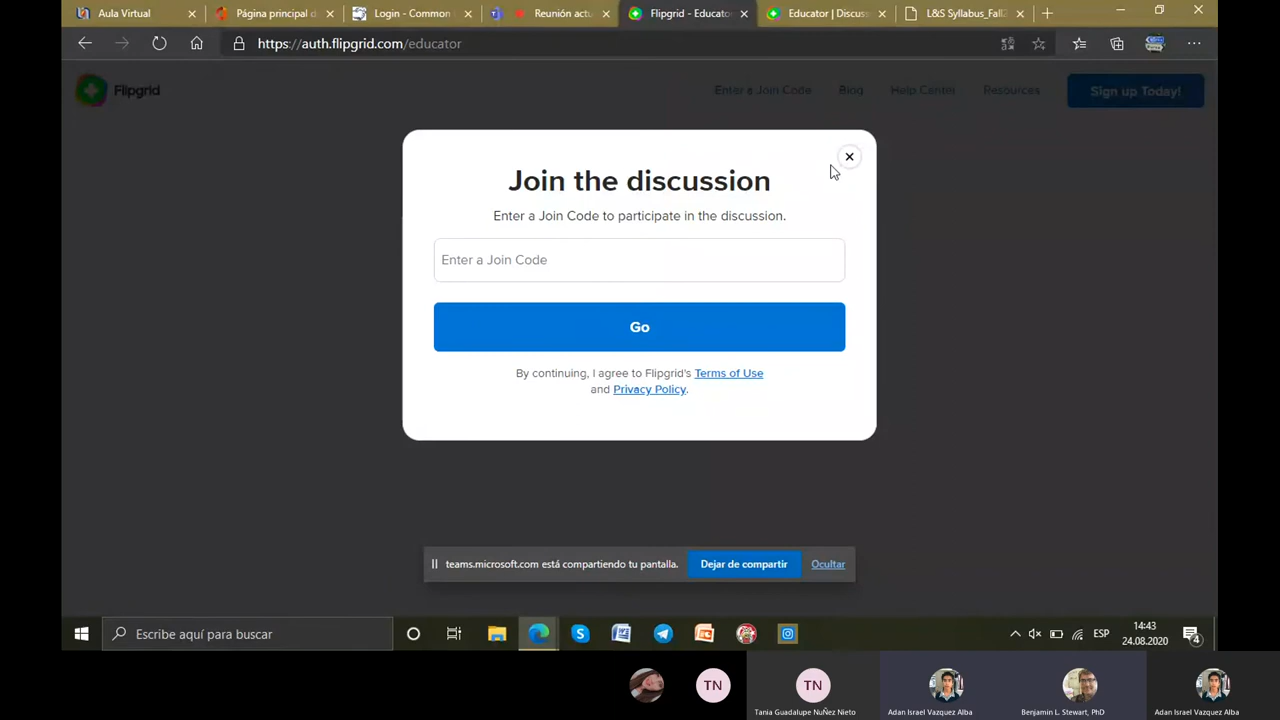 Aula Virtual
Página principal d
Login - Common
Reunión actu
Flipgrid - Educator
Educator | Discuss
L&S Syllabus_Fall
https://auth.flipgrid.com/educator
Flipgrid
Enter a Join Code
Blog
Help Center
Resources
Sign up Today!
Join the discussion
Enter a Join Code to participate in the discussion.
Enter a Join Code
Go
By continuing, I agree to Flipgrid's Terms of Use
and Privacy Policy.
teams.microsoft.com está compartiendo tu pantalla.
Dejar de compartir
Ocultar
Escribe aquí para buscar
ESP
14:43
24.08.2020
4
TN
TN
Tania Guadalupe NuÑez Nieto
Adan Israel Vazquez Alba
Benjamin L. Stewart, PhD
Adan Israel Vazquez Alba